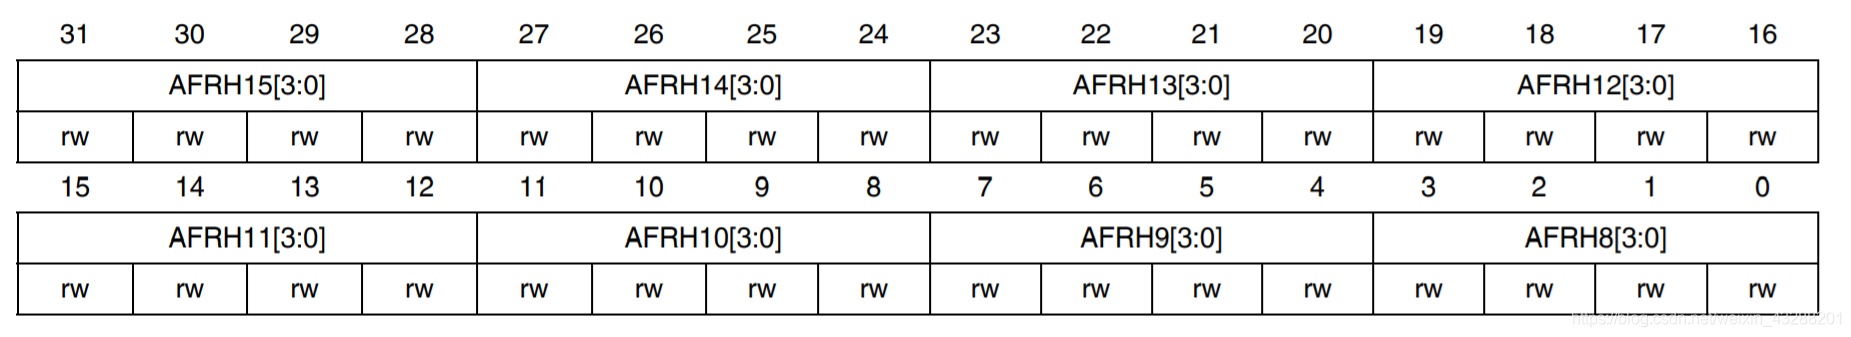 31 30 29 28 27 26 25 24 23 22 21 20 19 18 17 16
AFRH15[3:0] AFRH14[3:0] AFRH13[3:0] AFRH12[3:0]
rw rw rw rw rw rw rw rw rw rw rw rw rw rw rw rw
15 14 13 12 11 10 9 8 7 6 5 4 3 2 1 0
AFRH11[3:0] AFRH10[3:0] AFRH9[3:0] AFRH8[3:0]
rw rw rw rw rw rw rw rw rw rw rw rw rw rw rw rw
https://blog.csdn.net/weixin_43288201